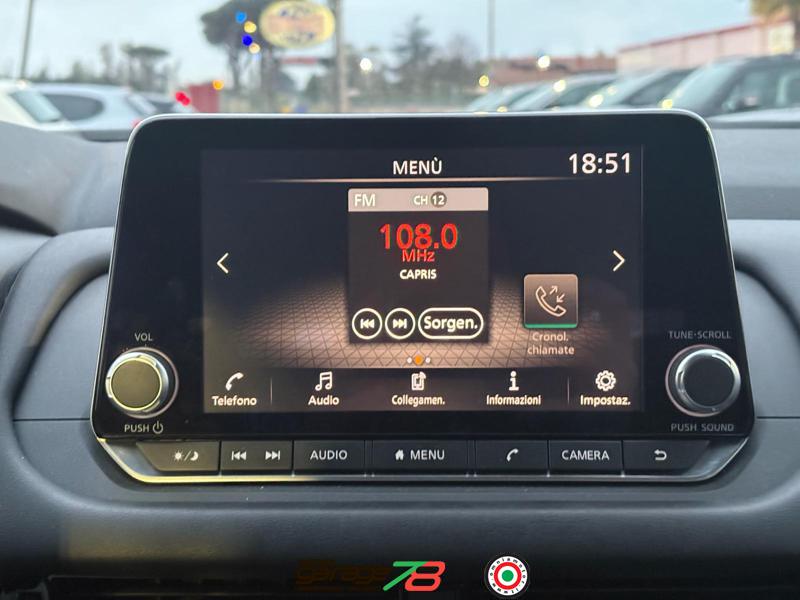 MENÙ 18:51
FM CH 12
108.0
MHz
CAPRIS
Sorgen.
Cronol.
chiamate
Telefono Audio Collegamen. Informazioni Impostaz.
VOL
PUSH
TUNE·SCROLL
PUSH SOUND
AUDIO MENU CAMERA
garage 78